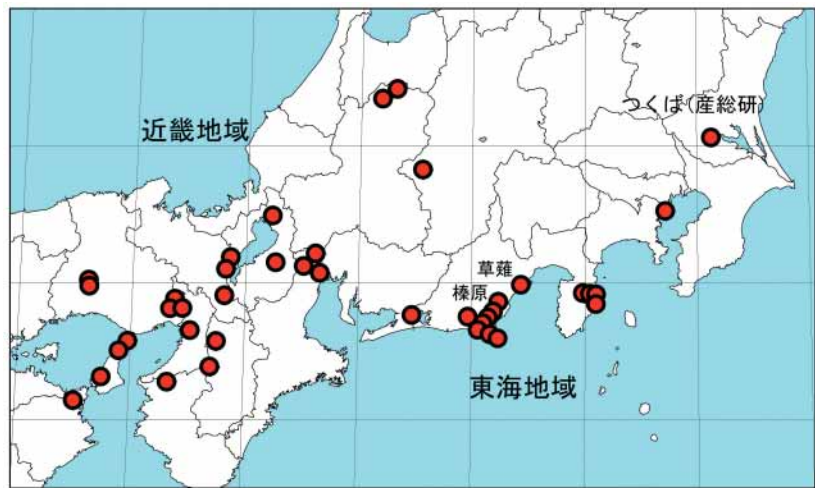 つくば(産総研)
近畿地域
草薙
榛原
東海地域